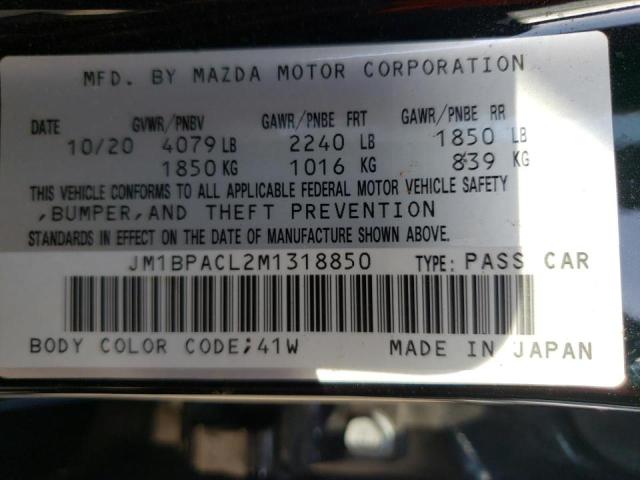 MFD. BY MAZDA MOTOR CORPORATION
DATE GVWR/PNBV GAWR/PNBE FRT GAWR/PNBE RR
10/20 4079 LB 2240 LB 1850 LB
1850 KG 1016 KG 839 KG
THIS VEHICLE CONFORMS TO ALL APPLICABLE FEDERAL MOTOR VEHICLE SAFETY
,BUMPER,AND THEFT PREVENTION
STANDARDS IN EFFECT ON THE DATE OF MANUFACTURE SHOWN ABOVE.
JM1BPACL2M1318850 TYPE: PASS CAR
BODY COLOR CODE;41W MADE IN JAPAN